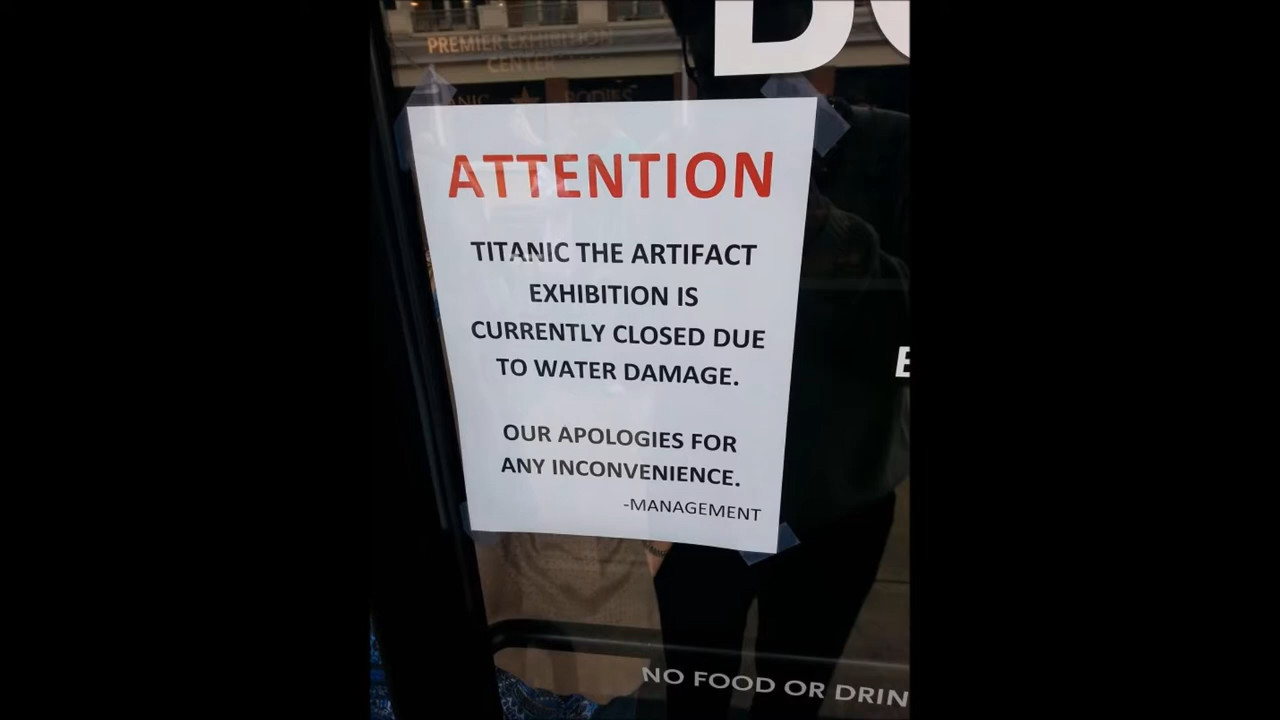 PREMIER EXHIBITION
CENTER
BODIES
ATTENTION
TITANIC THE ARTIFACT
EXHIBITION IS
CURRENTLY CLOSED DUE
TO WATER DAMAGE.
OUR APOLOGIES FOR
ANY INCONVENIENCE.
-MANAGEMENT
NO FOOD OR DRIN